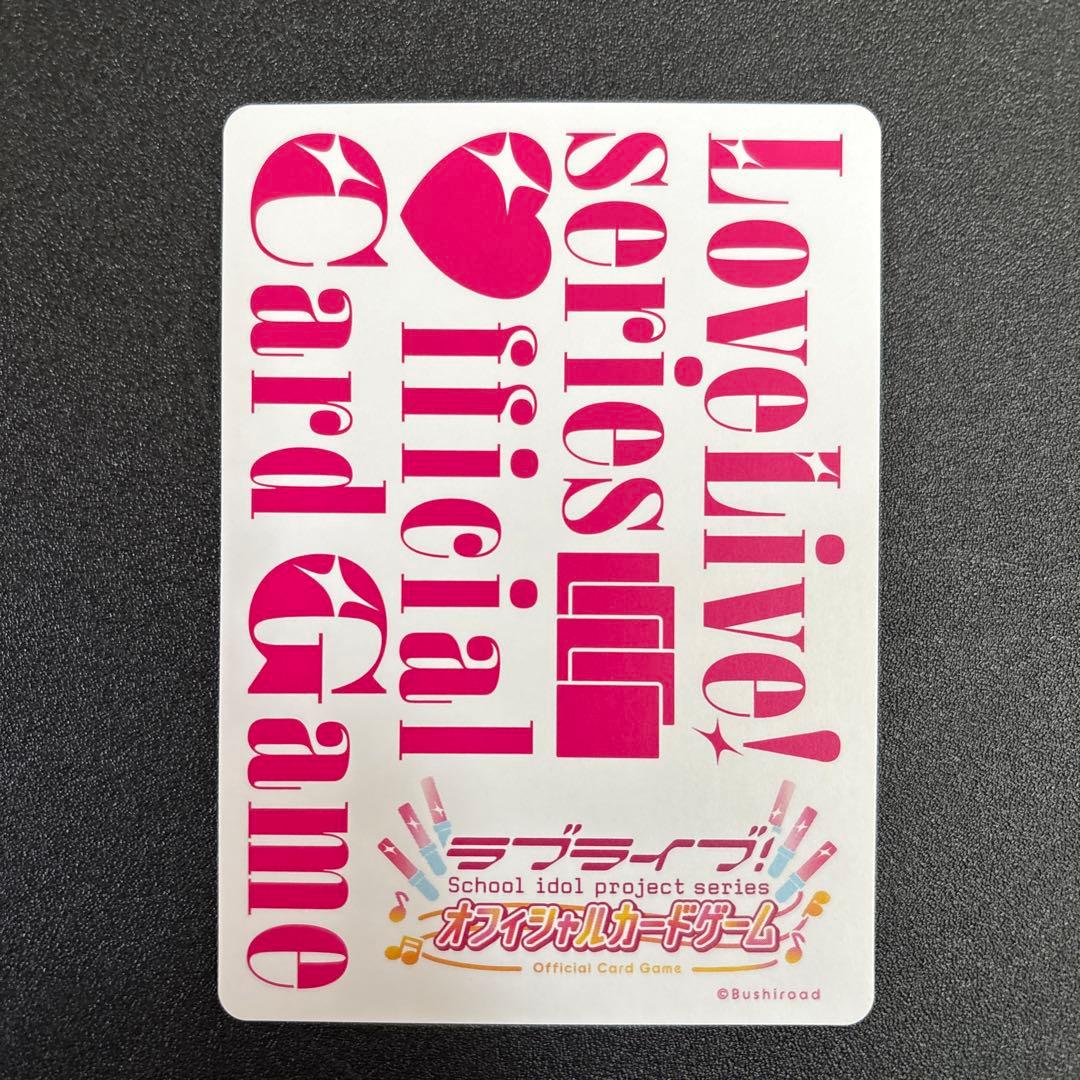 LoveLive!
series
♥fficial
Card Game
ラブライブ!
School idol project series
オフィシャルカードゲーム
Official Card Game
©Bushiroad